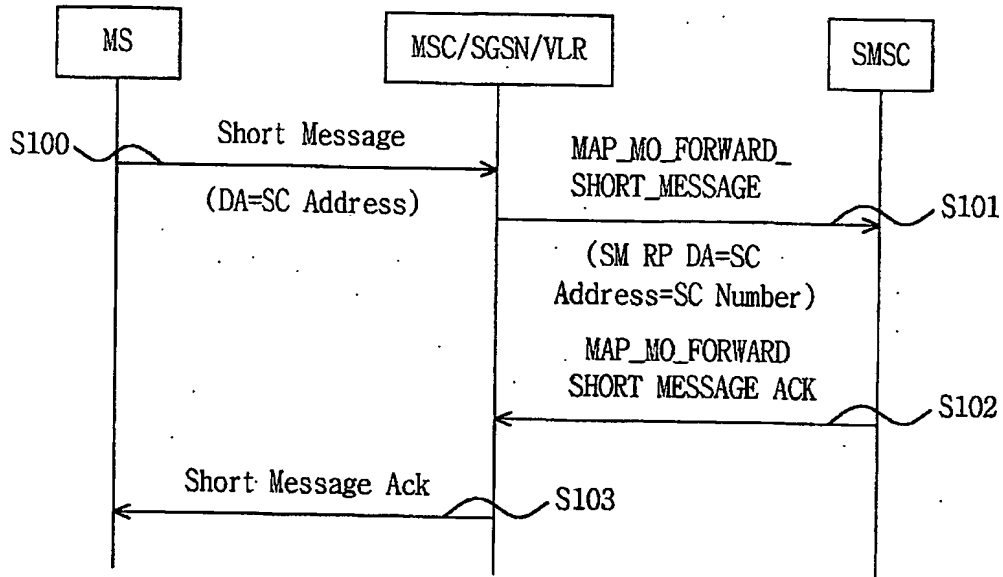 MS
MSC/SGSN/VLR
SMSC
S100
Short Message
(DA=SC Address)
MAP_MO_FORWARD_
SHORT_MESSAGE
S101
(SM RP DA=SC
Address=SC Number)
MAP_MO_FORWARD
SHORT MESSAGE ACK
S102
Short Message Ack
S103